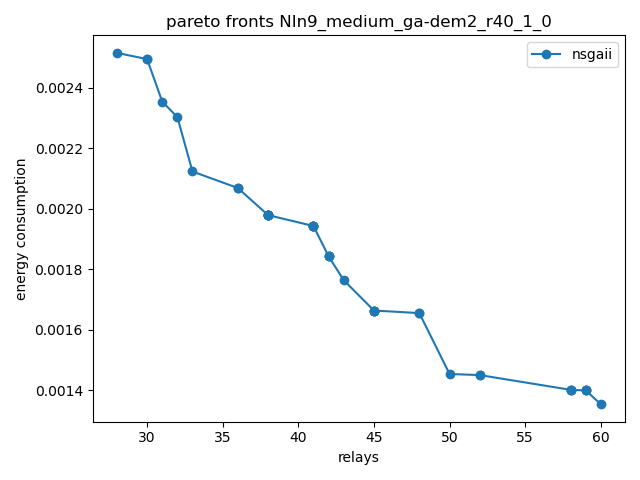 pareto fronts NIn9_medium_ga-dem2_r40_1_0
nsgaii
energy consumption
0.0024
0.0022
0.0020
0.0018
0.0016
0.0014
30 35 40 45 50 55 60
relays